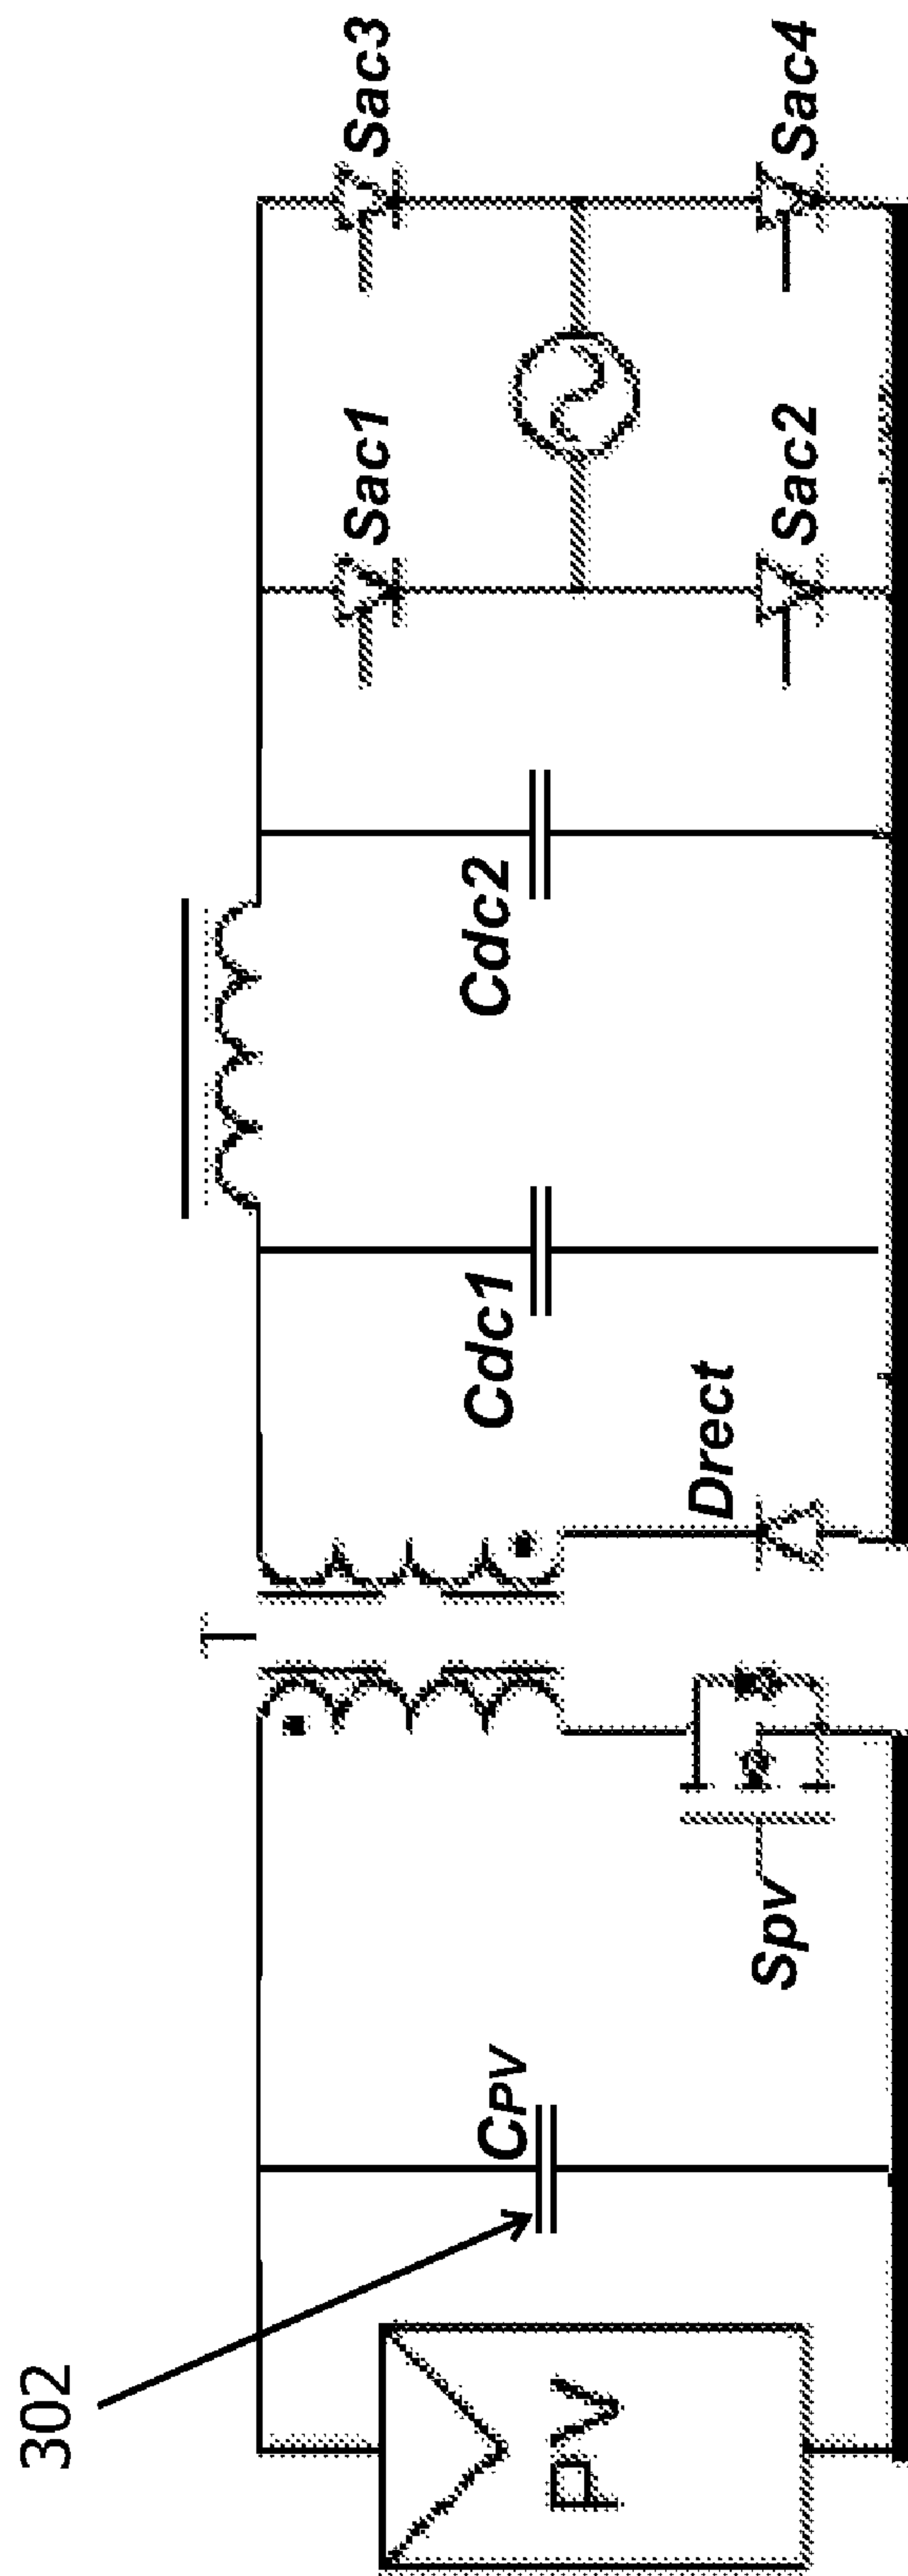 302
PV
CPV
Spv
T
Drect
Cdc1
Cdc2
Sac1
Sac2
Sac3
Sac4